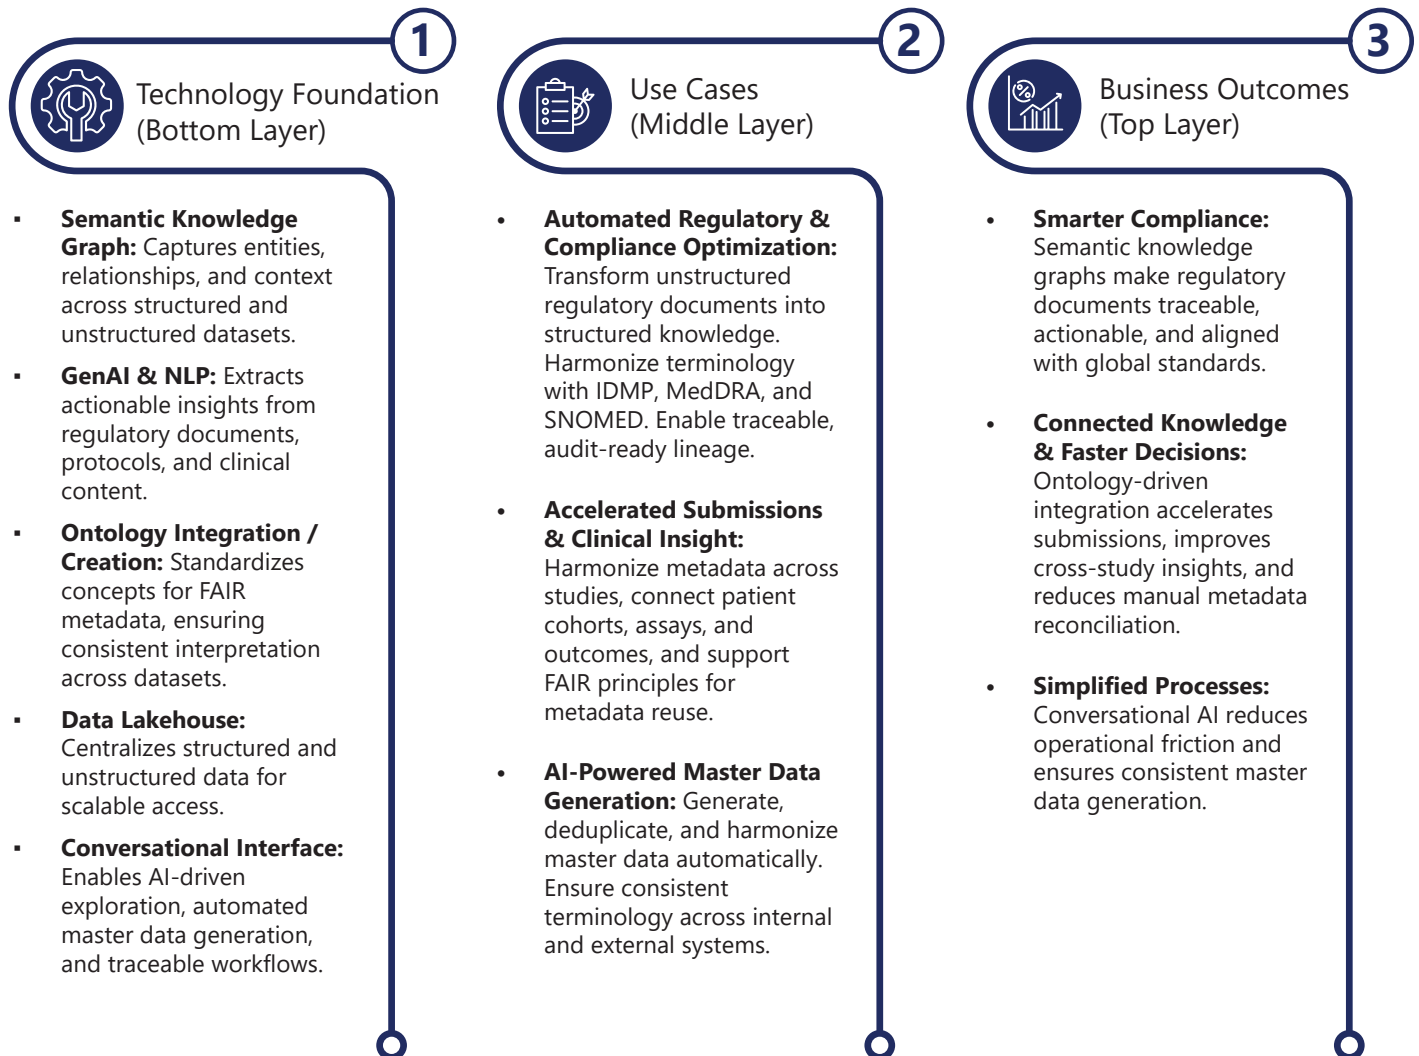 1
Technology Foundation
(Bottom Layer)
▪ Semantic Knowledge
Graph: Captures entities,
relationships, and context
across structured and
unstructured datasets.
▪ GenAI & NLP: Extracts
actionable insights from
regulatory documents,
protocols, and clinical
content.
▪ Ontology Integration /
Creation: Standardizes
concepts for FAIR
metadata, ensuring
consistent interpretation
across datasets.
▪ Data Lakehouse:
Centralizes structured and
unstructured data for
scalable access.
▪ Conversational Interface:
Enables AI-driven
exploration, automated
master data generation,
and traceable workflows.
2
Use Cases
(Middle Layer)
• Automated Regulatory &
Compliance Optimization:
Transform unstructured
regulatory documents into
structured knowledge.
Harmonize terminology
with IDMP, MedDRA, and
SNOMED. Enable traceable,
audit-ready lineage.
• Accelerated Submissions
& Clinical Insight:
Harmonize metadata across
studies, connect patient
cohorts, assays, and
outcomes, and support
FAIR principles for
metadata reuse.
• AI-Powered Master Data
Generation: Generate,
deduplicate, and harmonize
master data automatically.
Ensure consistent
terminology across internal
and external systems.
3
%
Business Outcomes
(Top Layer)
• Smarter Compliance:
Semantic knowledge
graphs make regulatory
documents traceable,
actionable, and aligned
with global standards.
• Connected Knowledge
& Faster Decisions:
Ontology-driven
integration accelerates
submissions, improves
cross-study insights, and
reduces manual metadata
reconciliation.
• Simplified Processes:
Conversational AI reduces
operational friction and
ensures consistent master
data generation.